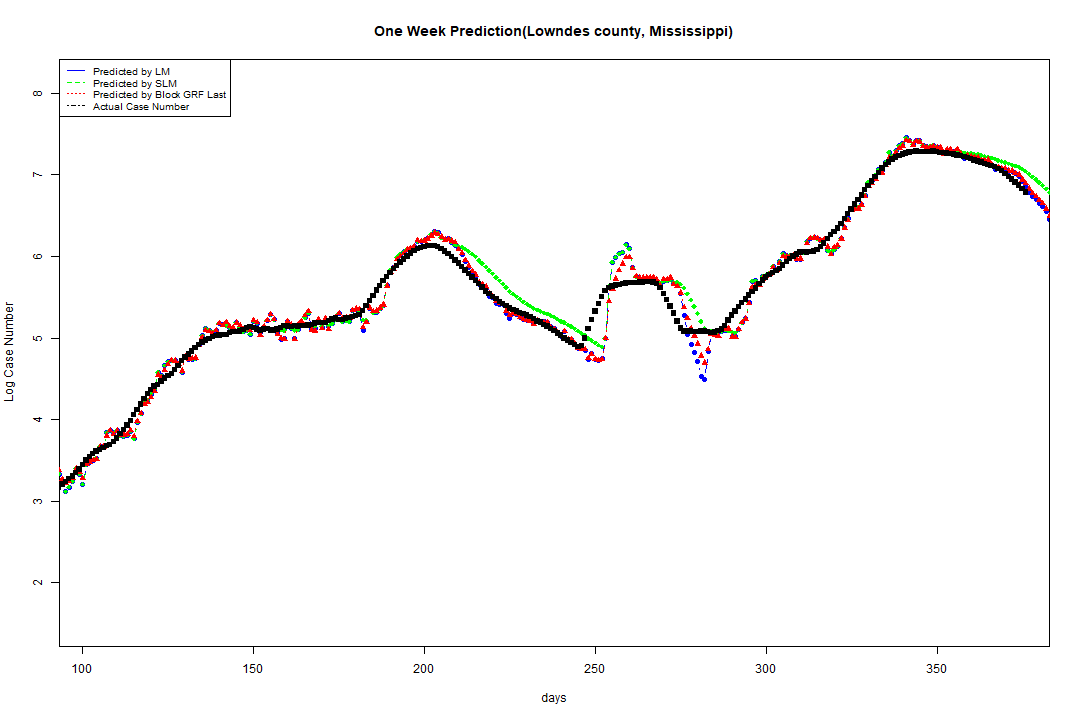 One Week Prediction(Lowndes county, Mississippi)
Predicted by LM
Predicted by SLM
Predicted by Block GRF Last
Actual Case Number
Log Case Number
8
7
6
5
4
3
2
100 150 200 250 300 350
days